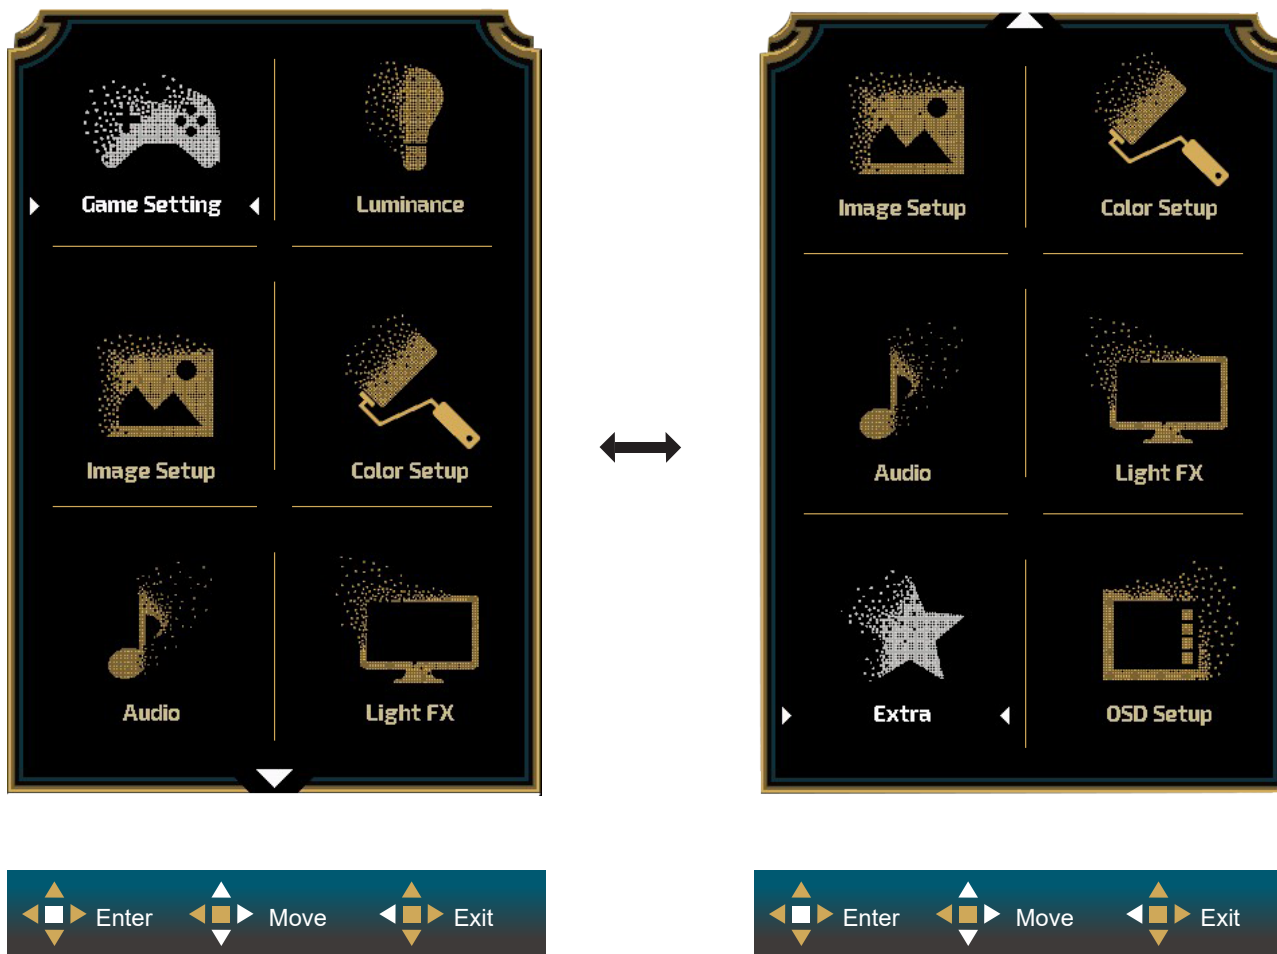 Game Setting
Luminance
Image Setup
Color Setup
Audio
Light FX
Enter
Move
Exit
Image Setup
Color Setup
Audio
Light FX
Extra
OSD Setup
Enter
Move
Exit